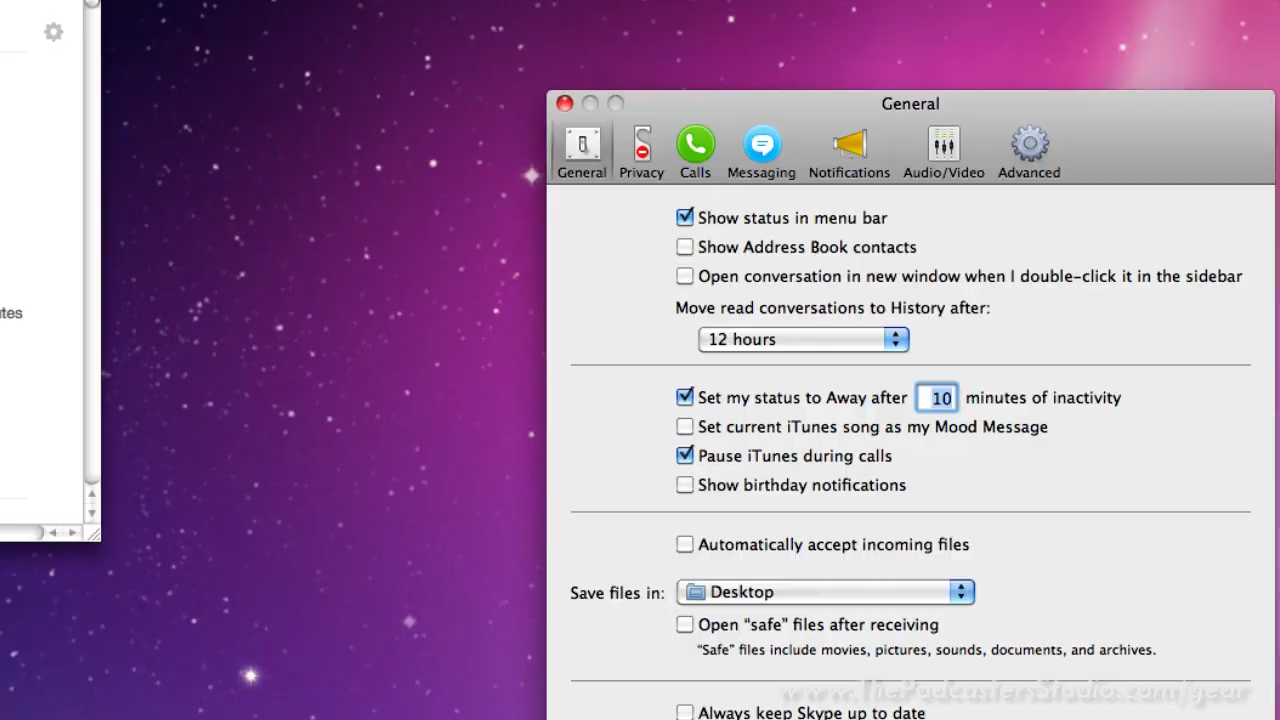 General
General Privacy Calls Messaging Notifications Audio/Video Advanced
Show status in menu bar
Show Address Book contacts
Open conversation in new window when I double-click it in the sidebar
Move read conversations to History after:
utes
12 hours
Set my status to Away after 10 minutes of inactivity
Set current iTunes song as my Mood Message
Pause iTunes during calls
Show birthday notifications
Automatically accept incoming files
Save files in: Desktop
Open “safe” files after receiving
“Safe” files include movies, pictures, sounds, documents, and archives.
www.ThePodcastersStudio.com/gear
Always keep Skype up to date